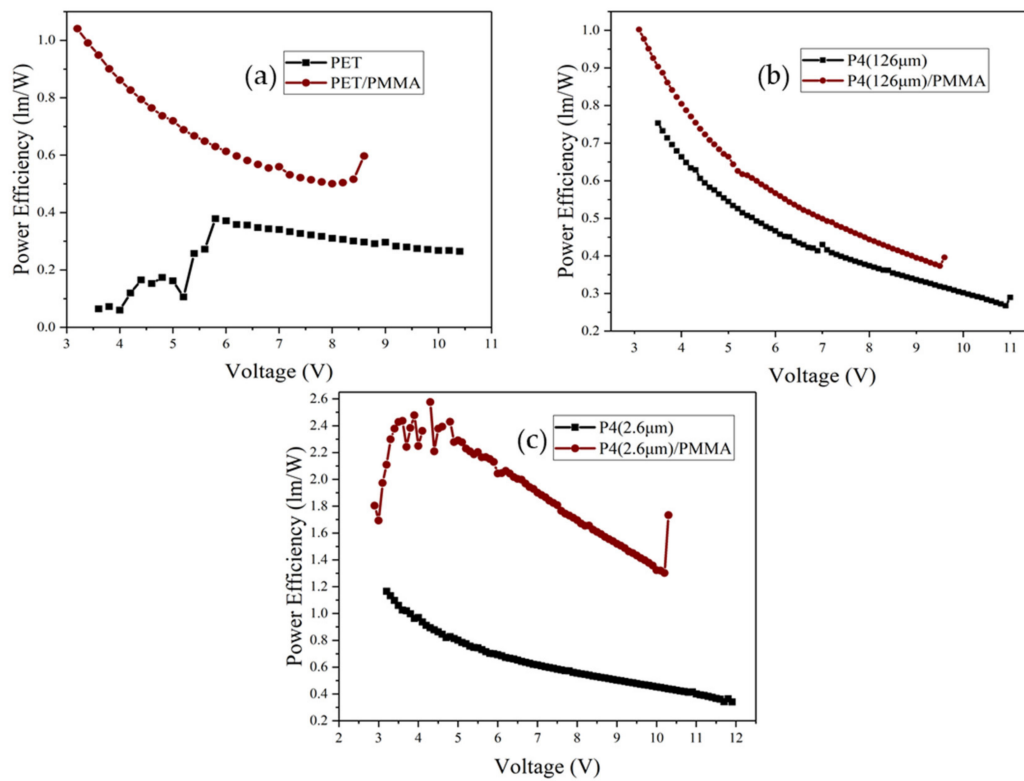 (a)
PET
PET/PMMA
Power Efficiency (lm/W)
1.0
0.8
0.6
0.4
0.2
0.0
3 4 5 6 7 8 9 10 11
Voltage (V)
(b)
P4(126μm)
P4(126μm)/PMMA
Power Efficiency (lm/W)
1.0
0.9
0.8
0.7
0.6
0.5
0.4
0.3
0.2
3 4 5 6 7 8 9 10 11
Voltage (V)
(c)
P4(2.6μm)
P4(2.6μm)/PMMA
Power Efficiency (lm/W)
2.6
2.4
2.2
2.0
1.8
1.6
1.4
1.2
1.0
0.8
0.6
0.4
0.2
2 3 4 5 6 7 8 9 10 11 12
Voltage (V)